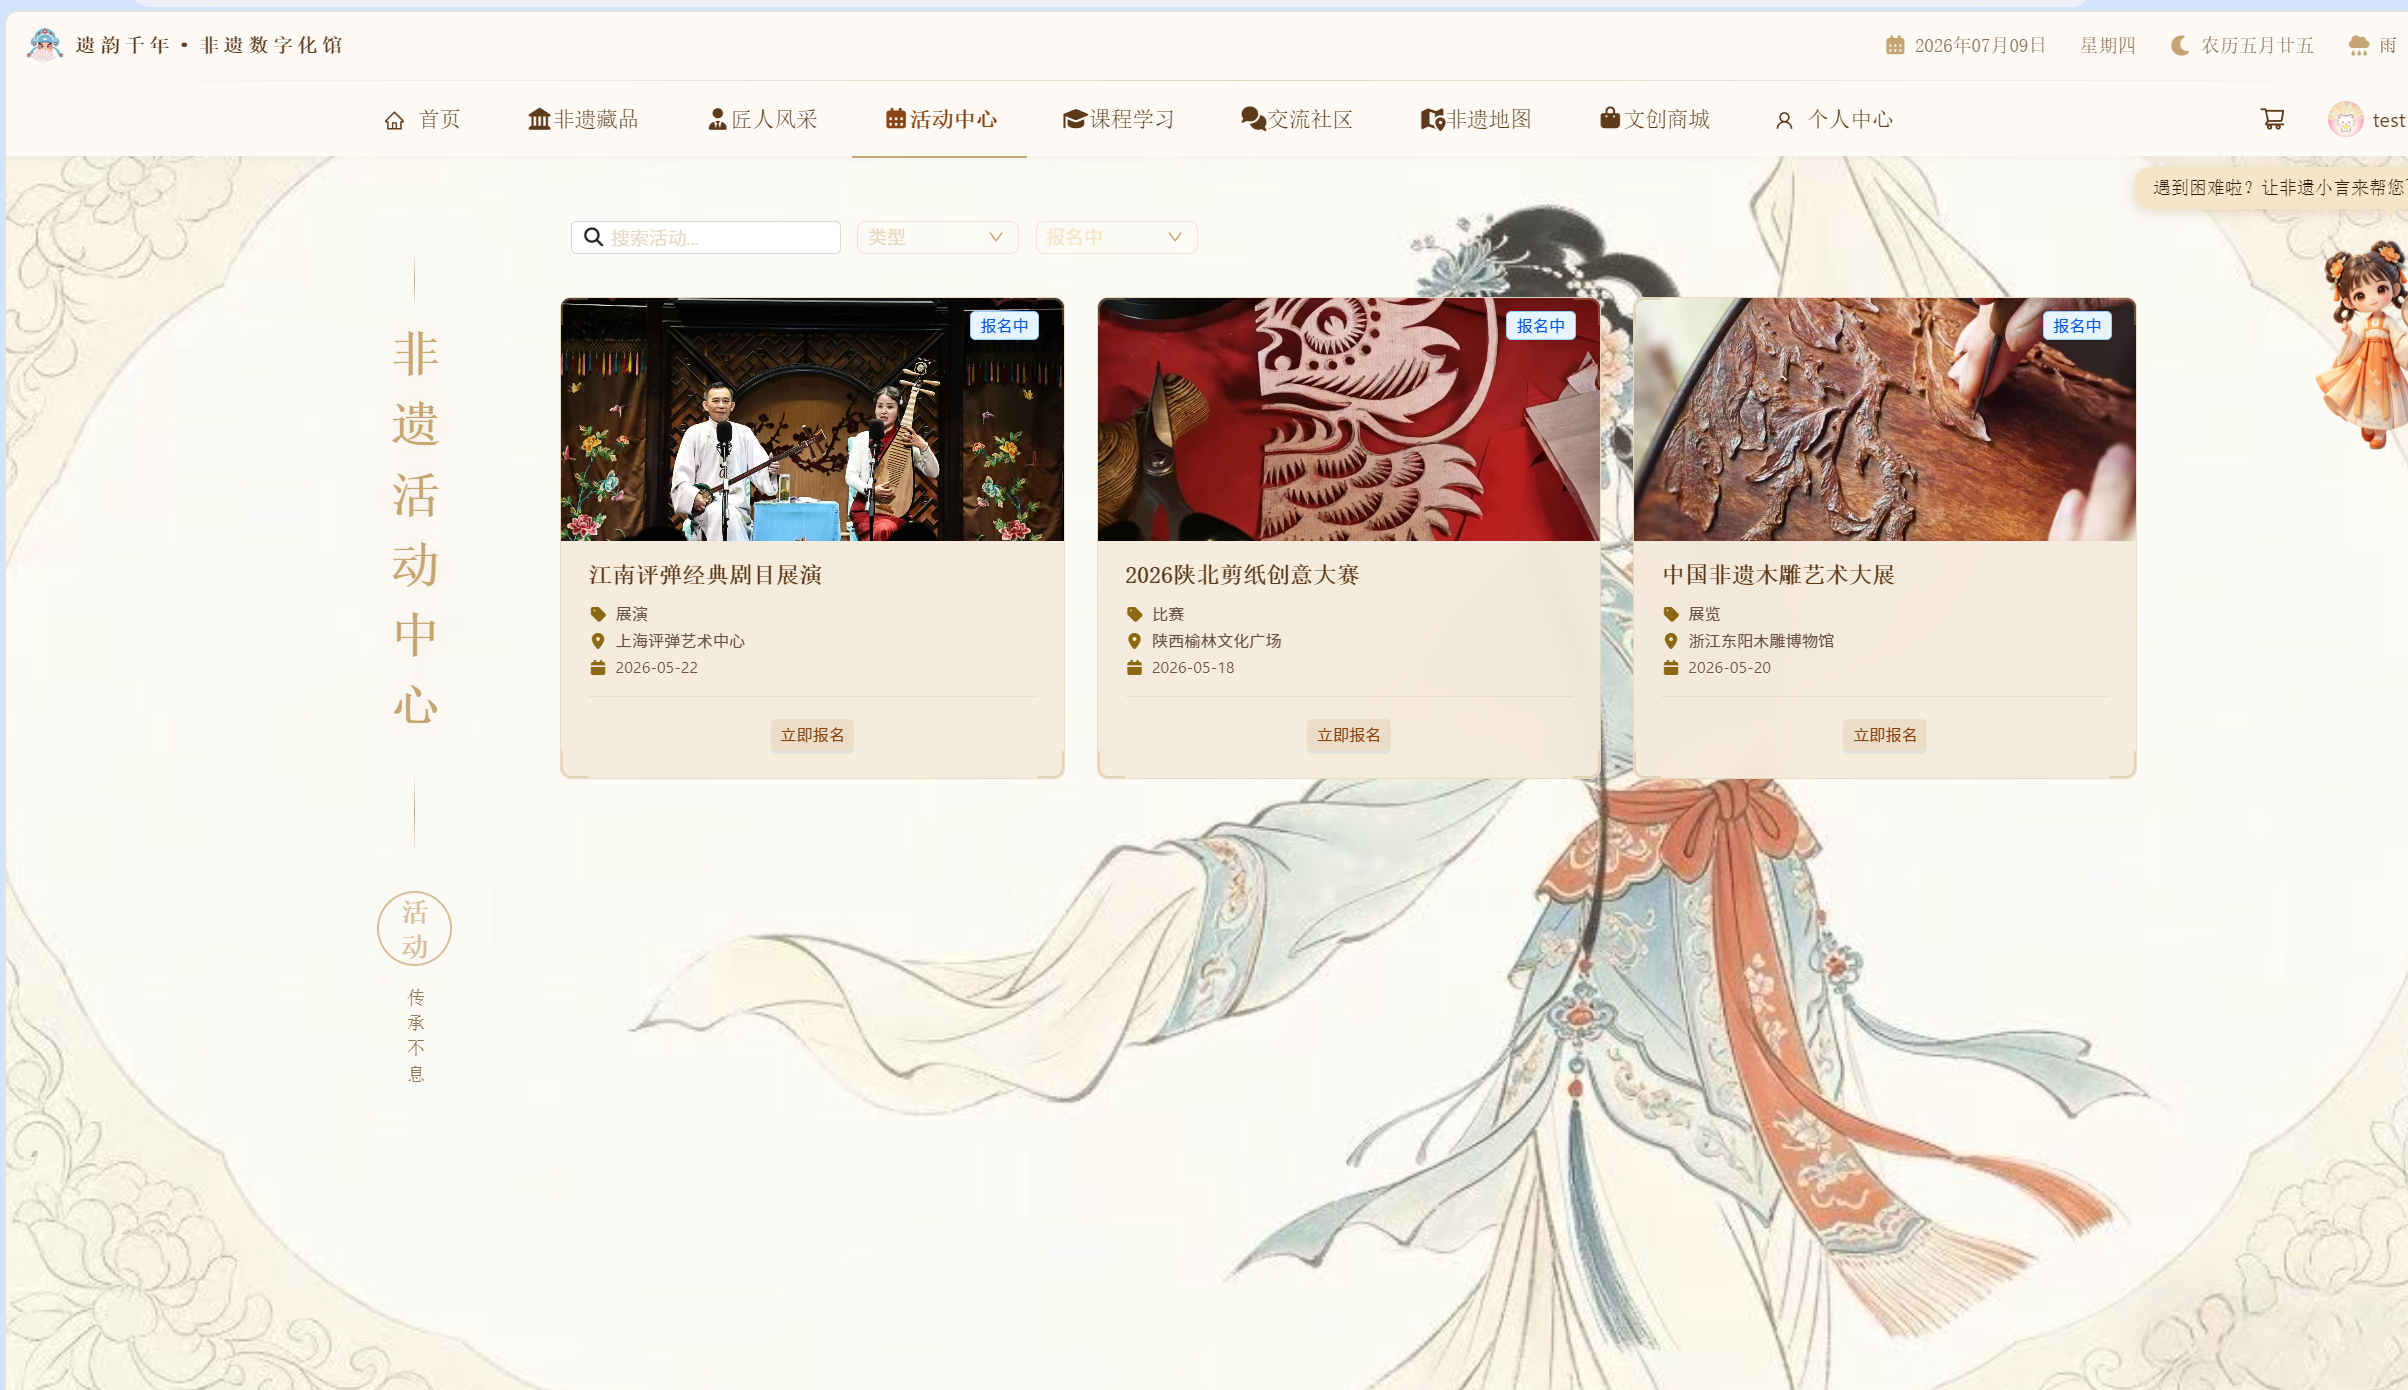 遗韵千年·非遗数字化馆
2026年07月09日 星期四 农历五月廿五 雨
首页 非遗藏品 匠人风采 活动中心 课程学习 交流社区 非遗地图 文创商城 个人中心 test
遇到困难啦？让非遗小言来帮您
搜索活动... 类型 报名中
非遗活动中心
活动
传承不息
报名中
江南评弹经典剧目展演
展演
上海评弹艺术中心
2026-05-22
立即报名
报名中
2026陕北剪纸创意大赛
比赛
陕西榆林文化广场
2026-05-18
立即报名
报名中
中国非遗木雕艺术大展
展览
浙江东阳木雕博物馆
2026-05-20
立即报名